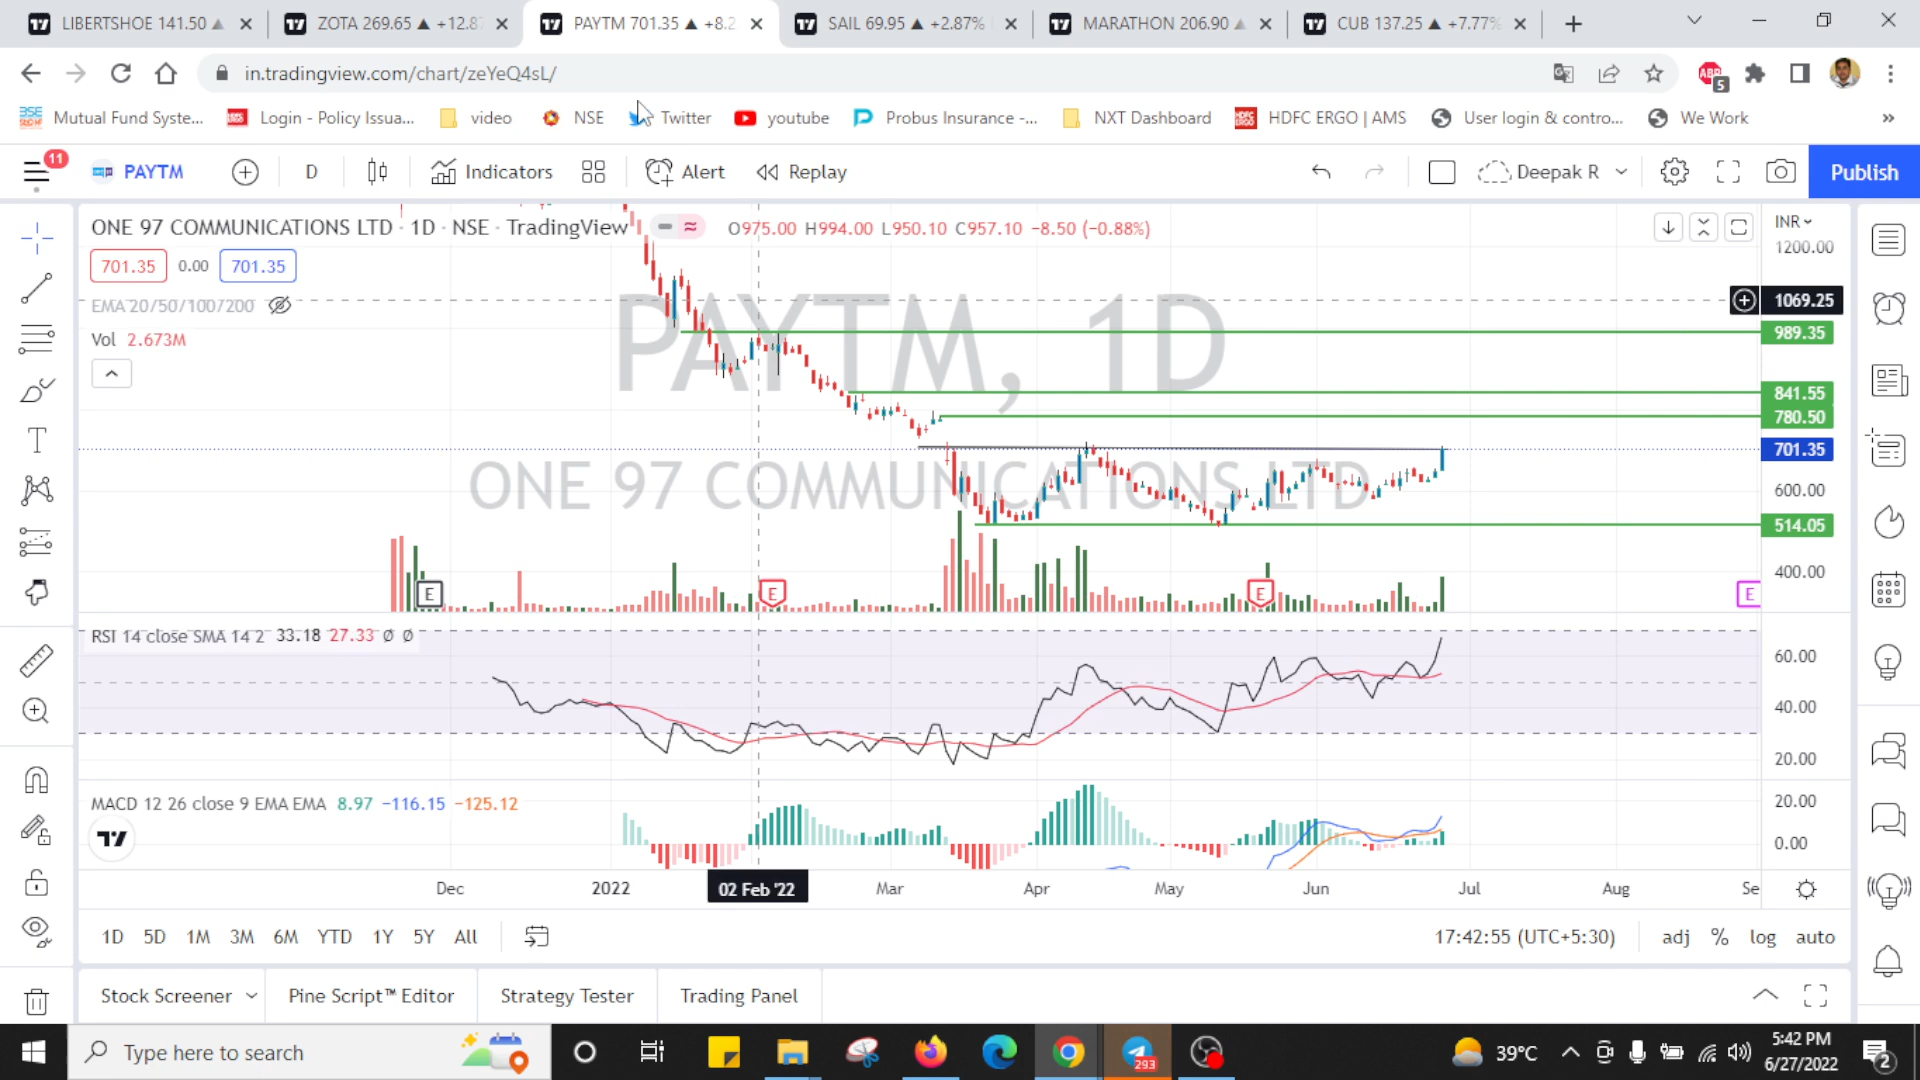 LIBERTSHOE 141.50 ▲
ZOTA 269.65 ▲ +12.8
PAYTM 701.35 ▲ +8.2
SAIL 69.95 ▲ +2.87%
MARATHON 206.90 ▲
CUB 137.25 ▲ +7.77%
in.tradingview.com/chart/zeYeQ4sL/
ABP 5
Mutual Fund Syste...
Login - Policy Issua...
video
NSE
Twitter
youtube
Probus Insurance -...
NXT Dashboard
HDFC ERGO | AMS
User login & contro...
We Work
»
11
PAYTM
D
Indicators
Alert
Replay
Deepak R
Publish
ONE 97 COMMUNICATIONS LTD · 1D · NSE · TradingView
O975.00 H994.00 L950.10 C957.10 −8.50 (−0.88%)
INR
1200.00
701.35 0.00 701.35
EMA 20/50/100/200
1069.25
989.35
Vol 2.673M
PAYTM, 1D
841.55
780.50
701.35
ONE 97 COMMUNICATIONS LTD
600.00
514.05
400.00
E
E
E
E
RSI 14 close SMA 14 2 33.18 27.33 Ø Ø
60.00
40.00
20.00
MACD 12 26 close 9 EMA EMA 8.97 −116.15 −125.12
20.00
0.00
Dec 2022 02 Feb '22 Mar Apr May Jun Jul Aug Se
1D 5D 1M 3M 6M YTD 1Y 5Y All
17:42:55 (UTC+5:30) adj % log auto
Stock Screener Pine Script™ Editor Strategy Tester Trading Panel
Type here to search
293
39°C
5:42 PM
6/27/2022
2